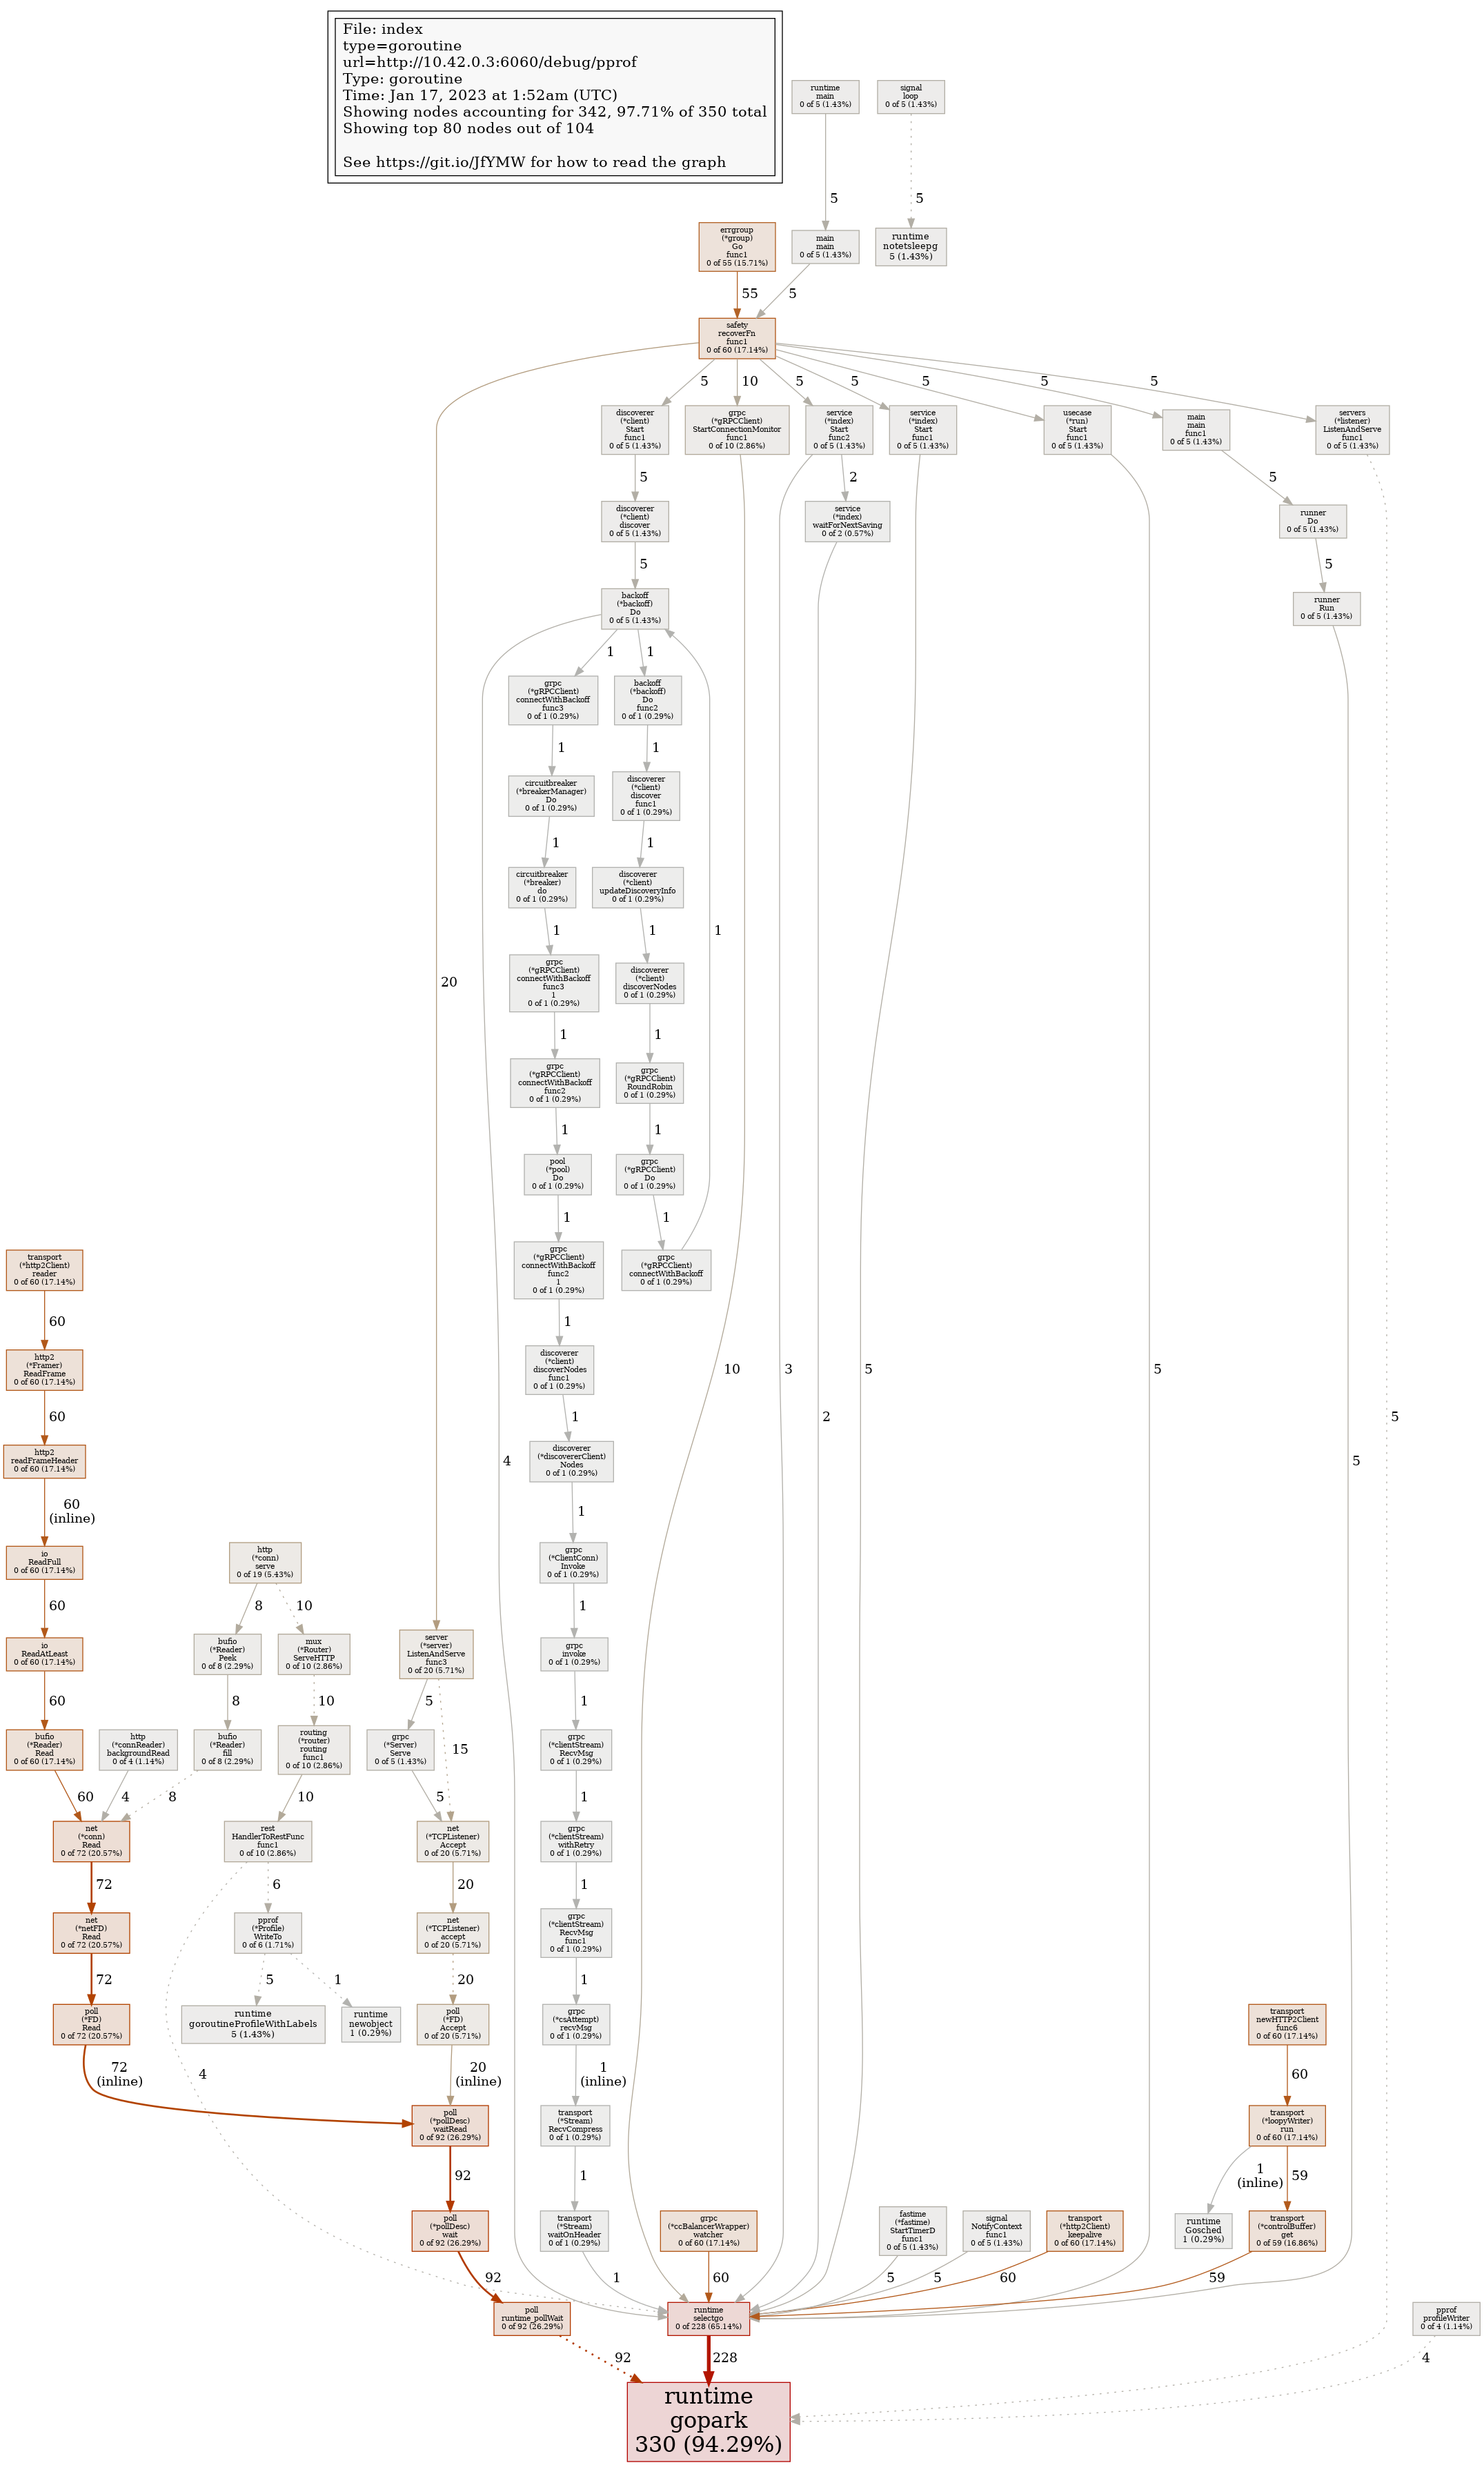 File: index
type=goroutine
url=http://10.42.0.3:6060/debug/pprof
Type: goroutine
Time: Jan 17, 2023 at 1:52am (UTC)
Showing nodes accounting for 342, 97.71% of 350 total
Showing top 80 nodes out of 104
See https://git.io/JfYMW for how to read the graph
runtime
main
0 of 5 (1.43%)
signal
loop
0 of 5 (1.43%)
5
5
errgroup
(*group)
Go
func1
0 of 55 (15.71%)
main
main
0 of 5 (1.43%)
runtime
notetsleepg
5 (1.43%)
55
5
safety
recoverFn
func1
0 of 60 (17.14%)
5
10
5
5
5
5
5
discoverer
(*client)
Start
func1
0 of 5 (1.43%)
grpc
(*gRPCClient)
StartConnectionMonitor
func1
0 of 10 (2.86%)
service
(*index)
Start
func2
0 of 5 (1.43%)
service
(*index)
Start
func1
0 of 5 (1.43%)
usecase
(*run)
Start
func1
0 of 5 (1.43%)
main
main
func1
0 of 5 (1.43%)
servers
(*listener)
ListenAndServe
func1
0 of 5 (1.43%)
5
2
5
discoverer
(*client)
discover
0 of 5 (1.43%)
service
(*index)
waitForNextSaving
0 of 2 (0.57%)
runner
Do
0 of 5 (1.43%)
5
5
backoff
(*backoff)
Do
0 of 5 (1.43%)
runner
Run
0 of 5 (1.43%)
1
1
grpc
(*gRPCClient)
connectWithBackoff
func3
0 of 1 (0.29%)
backoff
(*backoff)
Do
func2
0 of 1 (0.29%)
1
1
circuitbreaker
(*breakerManager)
Do
0 of 1 (0.29%)
discoverer
(*client)
discover
func1
0 of 1 (0.29%)
1
1
circuitbreaker
(*breaker)
do
0 of 1 (0.29%)
discoverer
(*client)
updateDiscoveryInfo
0 of 1 (0.29%)
1
1
1
grpc
(*gRPCClient)
connectWithBackoff
func3
1
0 of 1 (0.29%)
discoverer
(*client)
discoverNodes
0 of 1 (0.29%)
20
1
1
grpc
(*gRPCClient)
connectWithBackoff
func2
0 of 1 (0.29%)
grpc
(*gRPCClient)
RoundRobin
0 of 1 (0.29%)
1
1
pool
(*pool)
Do
0 of 1 (0.29%)
grpc
(*gRPCClient)
Do
0 of 1 (0.29%)
1
1
transport
(*http2Client)
reader
0 of 60 (17.14%)
grpc
(*gRPCClient)
connectWithBackoff
func2
1
0 of 1 (0.29%)
grpc
(*gRPCClient)
connectWithBackoff
0 of 1 (0.29%)
60
1
http2
(*Framer)
ReadFrame
0 of 60 (17.14%)
discoverer
(*client)
discoverNodes
func1
0 of 1 (0.29%)
10
3
5
5
60
1
2
5
http2
readFrameHeader
0 of 60 (17.14%)
discoverer
(*discovererClient)
Nodes
0 of 1 (0.29%)
4
5
60
(inline)
1
io
ReadFull
0 of 60 (17.14%)
http
(*conn)
serve
0 of 19 (5.43%)
grpc
(*ClientConn)
Invoke
0 of 1 (0.29%)
60
8
10
1
io
ReadAtLeast
0 of 60 (17.14%)
bufio
(*Reader)
Peek
0 of 8 (2.29%)
mux
(*Router)
ServeHTTP
0 of 10 (2.86%)
server
(*server)
ListenAndServe
func3
0 of 20 (5.71%)
grpc
invoke
0 of 1 (0.29%)
60
8
10
5
1
bufio
(*Reader)
Read
0 of 60 (17.14%)
http
(*connReader)
backgroundRead
0 of 4 (1.14%)
bufio
(*Reader)
fill
0 of 8 (2.29%)
routing
(*router)
routing
func1
0 of 10 (2.86%)
grpc
(*Server)
Serve
0 of 5 (1.43%)
15
grpc
(*clientStream)
RecvMsg
0 of 1 (0.29%)
60
4
8
10
5
1
net
(*conn)
Read
0 of 72 (20.57%)
rest
HandlerToRestFunc
func1
0 of 10 (2.86%)
net
(*TCPListener)
Accept
0 of 20 (5.71%)
grpc
(*clientStream)
withRetry
0 of 1 (0.29%)
72
6
20
1
net
(*netFD)
Read
0 of 72 (20.57%)
pprof
(*Profile)
WriteTo
0 of 6 (1.71%)
net
(*TCPListener)
accept
0 of 20 (5.71%)
grpc
(*clientStream)
RecvMsg
func1
0 of 1 (0.29%)
72
5
1
20
1
poll
(*FD)
Read
0 of 72 (20.57%)
runtime
goroutineProfileWithLabels
5 (1.43%)
runtime
newobject
1 (0.29%)
poll
(*FD)
Accept
0 of 20 (5.71%)
grpc
(*csAttempt)
recvMsg
0 of 1 (0.29%)
transport
newHTTP2Client
func6
0 of 60 (17.14%)
72
(inline)
4
20
(inline)
1
(inline)
60
poll
(*pollDesc)
waitRead
0 of 92 (26.29%)
transport
(*Stream)
RecvCompress
0 of 1 (0.29%)
transport
(*loopyWriter)
run
0 of 60 (17.14%)
92
1
1
(inline)
59
poll
(*pollDesc)
wait
0 of 92 (26.29%)
transport
(*Stream)
waitOnHeader
0 of 1 (0.29%)
grpc
(*ccBalancerWrapper)
watcher
0 of 60 (17.14%)
fastime
(*fastime)
StartTimerD
func1
0 of 5 (1.43%)
signal
NotifyContext
func1
0 of 5 (1.43%)
transport
(*http2Client)
keepalive
0 of 60 (17.14%)
runtime
Gosched
1 (0.29%)
transport
(*controlBuffer)
get
0 of 59 (16.86%)
92
1
60
5
5
60
59
poll
runtime_pollWait
0 of 92 (26.29%)
runtime
selectgo
0 of 228 (65.14%)
pprof
profileWriter
0 of 4 (1.14%)
92
228
4
runtime
gopark
330 (94.29%)